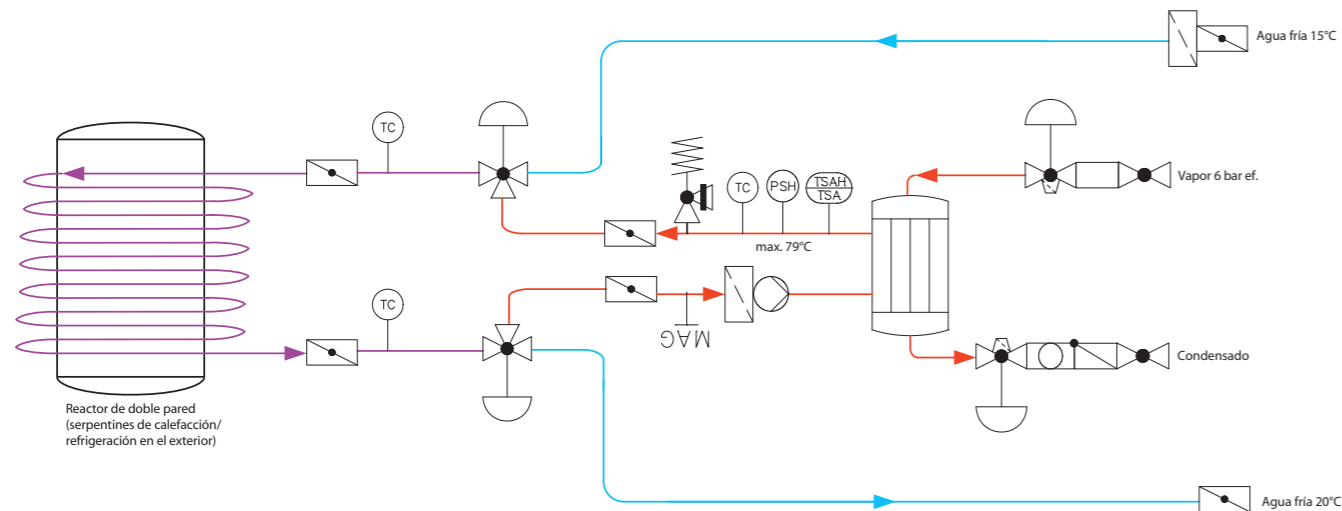 Agua fría 15°C
TC
Vapor 6 bar ef.
TC
PSH
TSAH
TSA
max. 79°C
TC
MAG
Condensado
Reactor de doble pared
(serpentines de calefacción/
refrigeración en el exterior)
Agua fría 20°C